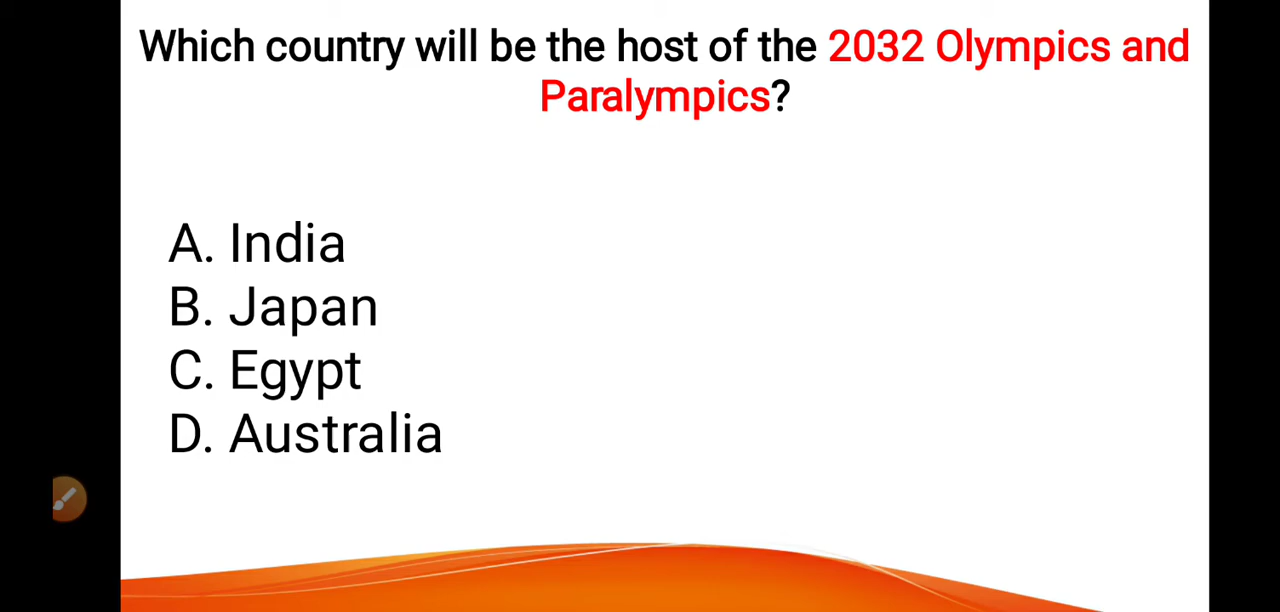 Which country will be the host of the 2032 Olympics and
Paralympics?
A. India
B. Japan
C. Egypt
D. Australia